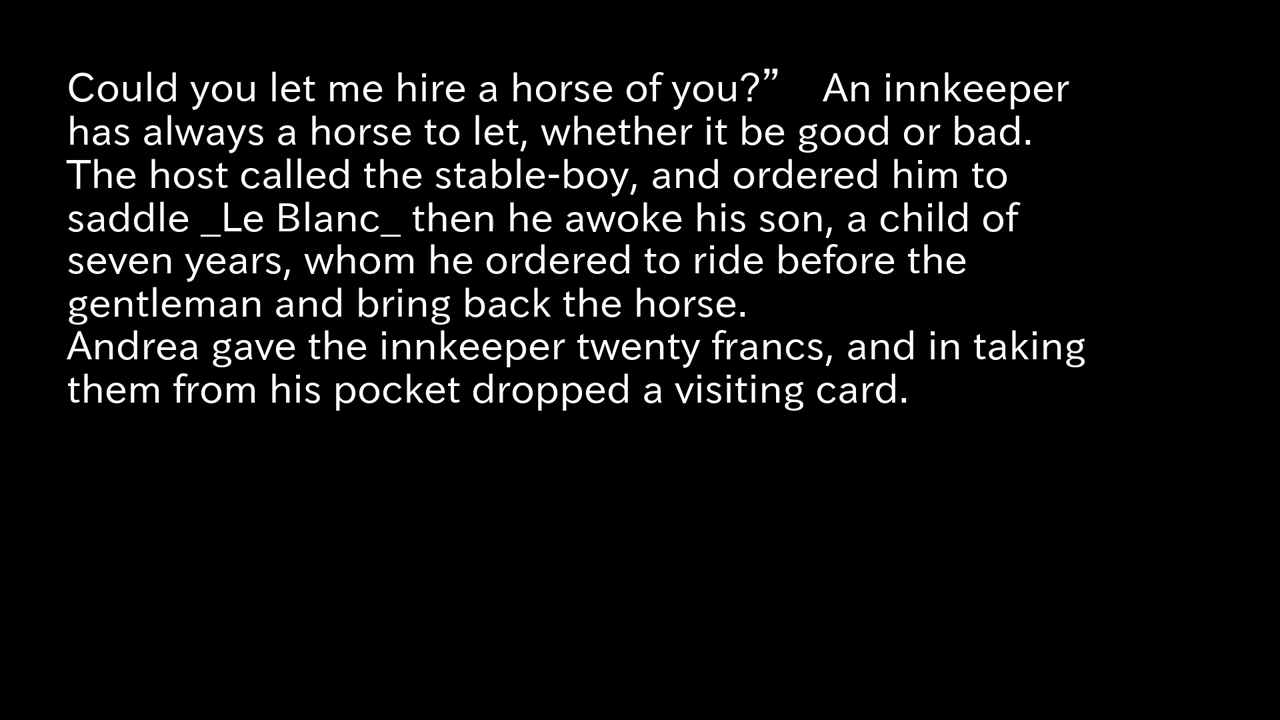 Could you let me hire a horse of you?”    An innkeeper
has always a horse to let, whether it be good or bad.
The host called the stable-boy, and ordered him to
saddle _Le Blanc_ then he awoke his son, a child of
seven years, whom he ordered to ride before the
gentleman and bring back the horse.
Andrea gave the innkeeper twenty francs, and in taking
them from his pocket dropped a visiting card.